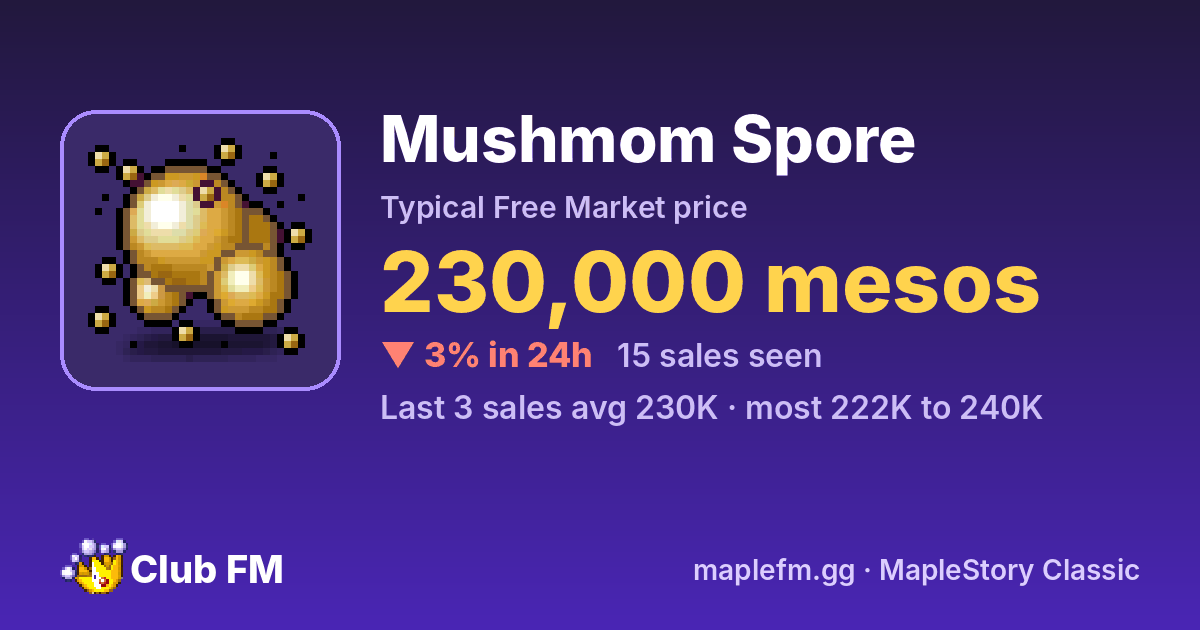 Mushmom Spore
Typical Free Market price
230,000 mesos
▼ 3% in 24h 15 sales seen
Last 3 sales avg 230K · most 222K to 240K
Club FM
maplefm.gg · MapleStory Classic